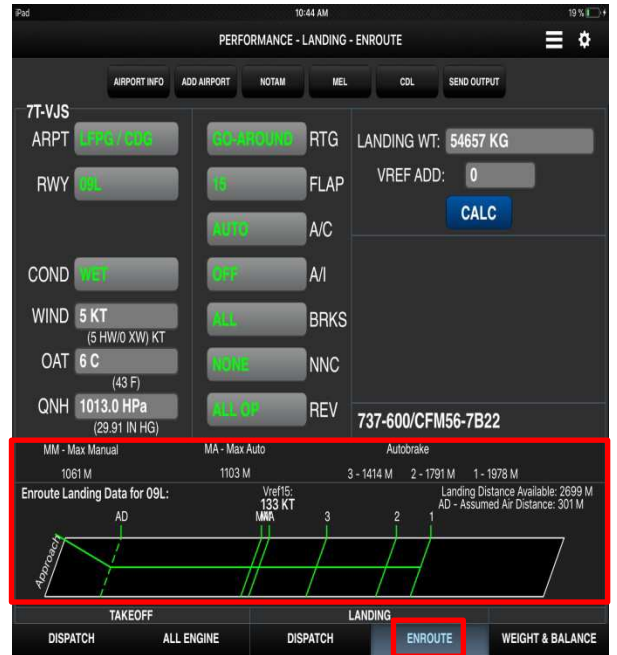 iPad 10:44 AM 19 %
PERFORMANCE - LANDING - ENROUTE
AIRPORT INFO ADD AIRPORT NOTAM MEL CDL SEND OUTPUT
7T-VJS
ARPT LFPG / CDG GO-AROUND RTG LANDING WT: 54657 KG
RWY 09L 15 FLAP VREF ADD: 0
AUTO A/C CALC
COND WET OFF A/I
WIND 5 KT ALL BRKS
(5 HW/0 XW) KT
OAT 6 C NONE NNC
(43 F)
QNH 1013.0 HPa ALL OP REV 737-600/CFM56-7B22
(29.91 IN HG)
MM - Max Manual MA - Max Auto Autobrake
1061 M 1103 M 3 - 1414 M 2 - 1791 M 1 - 1978 M
Enroute Landing Data for 09L: Vref15: Landing Distance Available: 2699 M
133 KT AD - Assumed Air Distance: 301 M
AD 3 2 1
Approach
TAKEOFF LANDING
DISPATCH ALL ENGINE DISPATCH ENROUTE WEIGHT & BALANCE